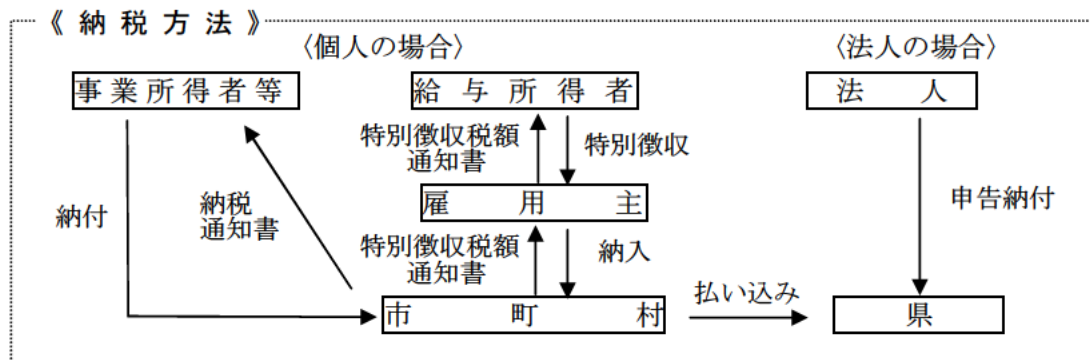 《納税方法》
〈個人の場合〉
〈法人の場合〉
事業所得者等
給与所得者
法人
特別徴収税額
通知書
特別徴収
雇用主
納付
納税
通知書
申告納付
特別徴収税額
通知書
納入
払い込み
市町村
県